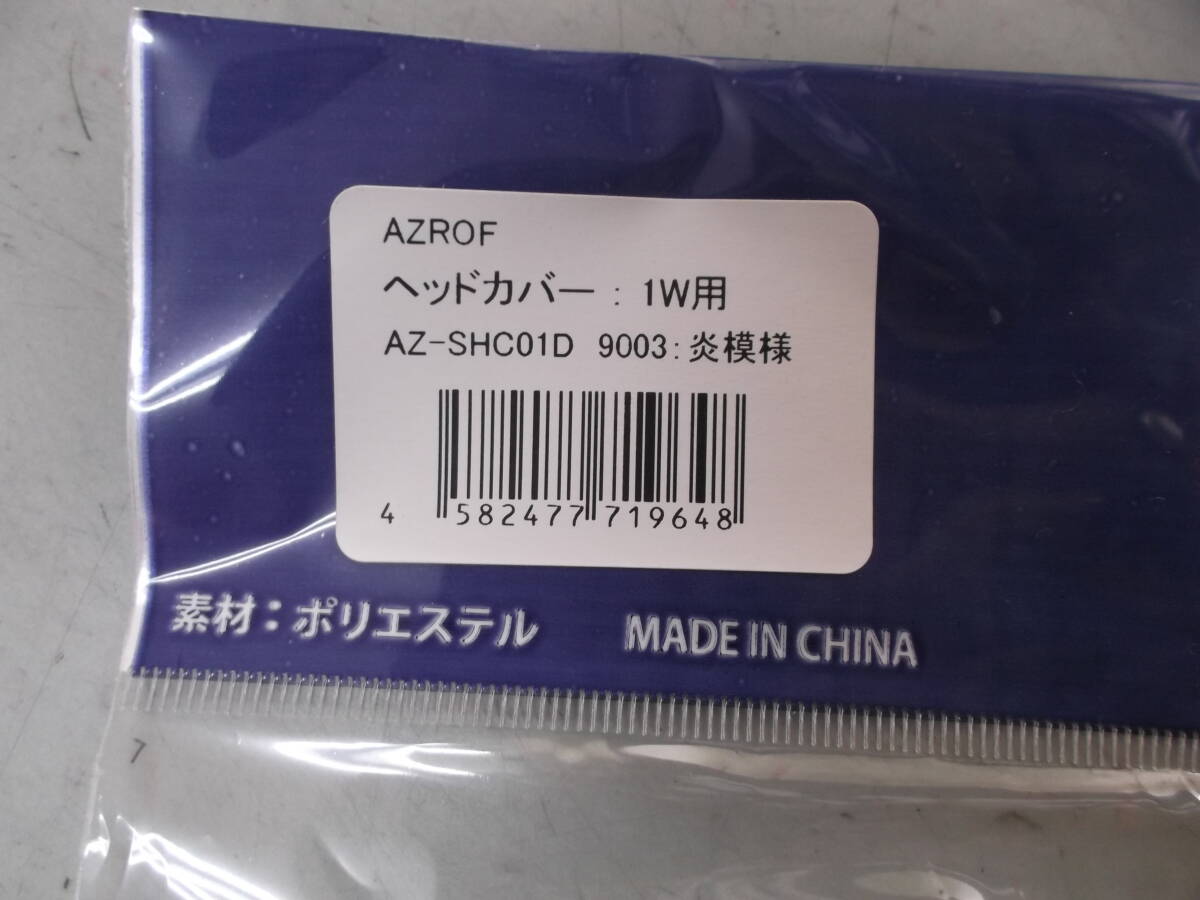 AZROF
ヘッドカバー : 1W用
AZ-SHC01D 9003:炎模様
4 582477 719648
素材：ポリエステル MADE IN CHINA
7